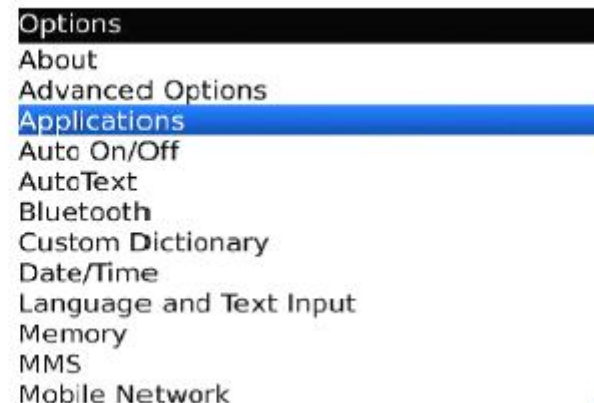 Options
About
Advanced Options
Applications
Auto On/Off
AutoText
Bluetooth
Custom Dictionary
Date/Time
Language and Text Input
Memory
MMS
Mobile Network